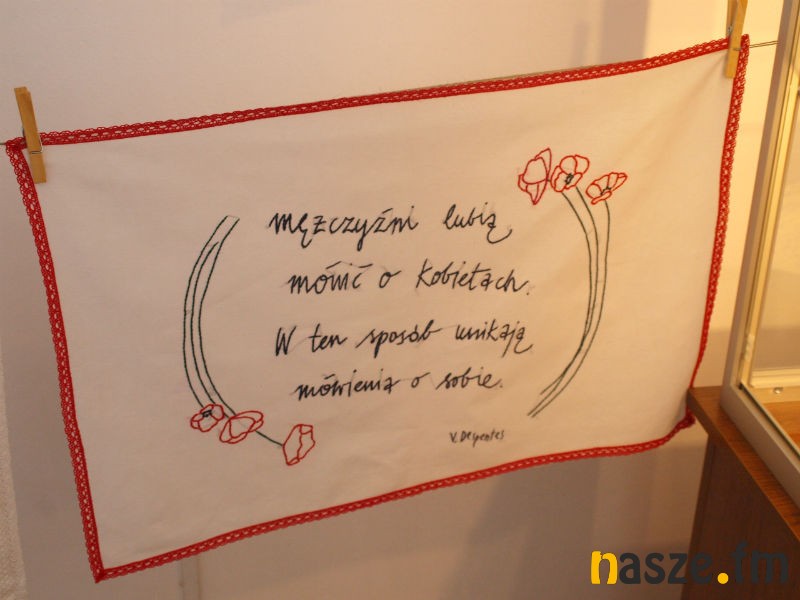 mężczyźni lubią
mówić o kobietach.
W ten sposób unikają
mówienia o sobie.
V. Despentes
nasze.fm